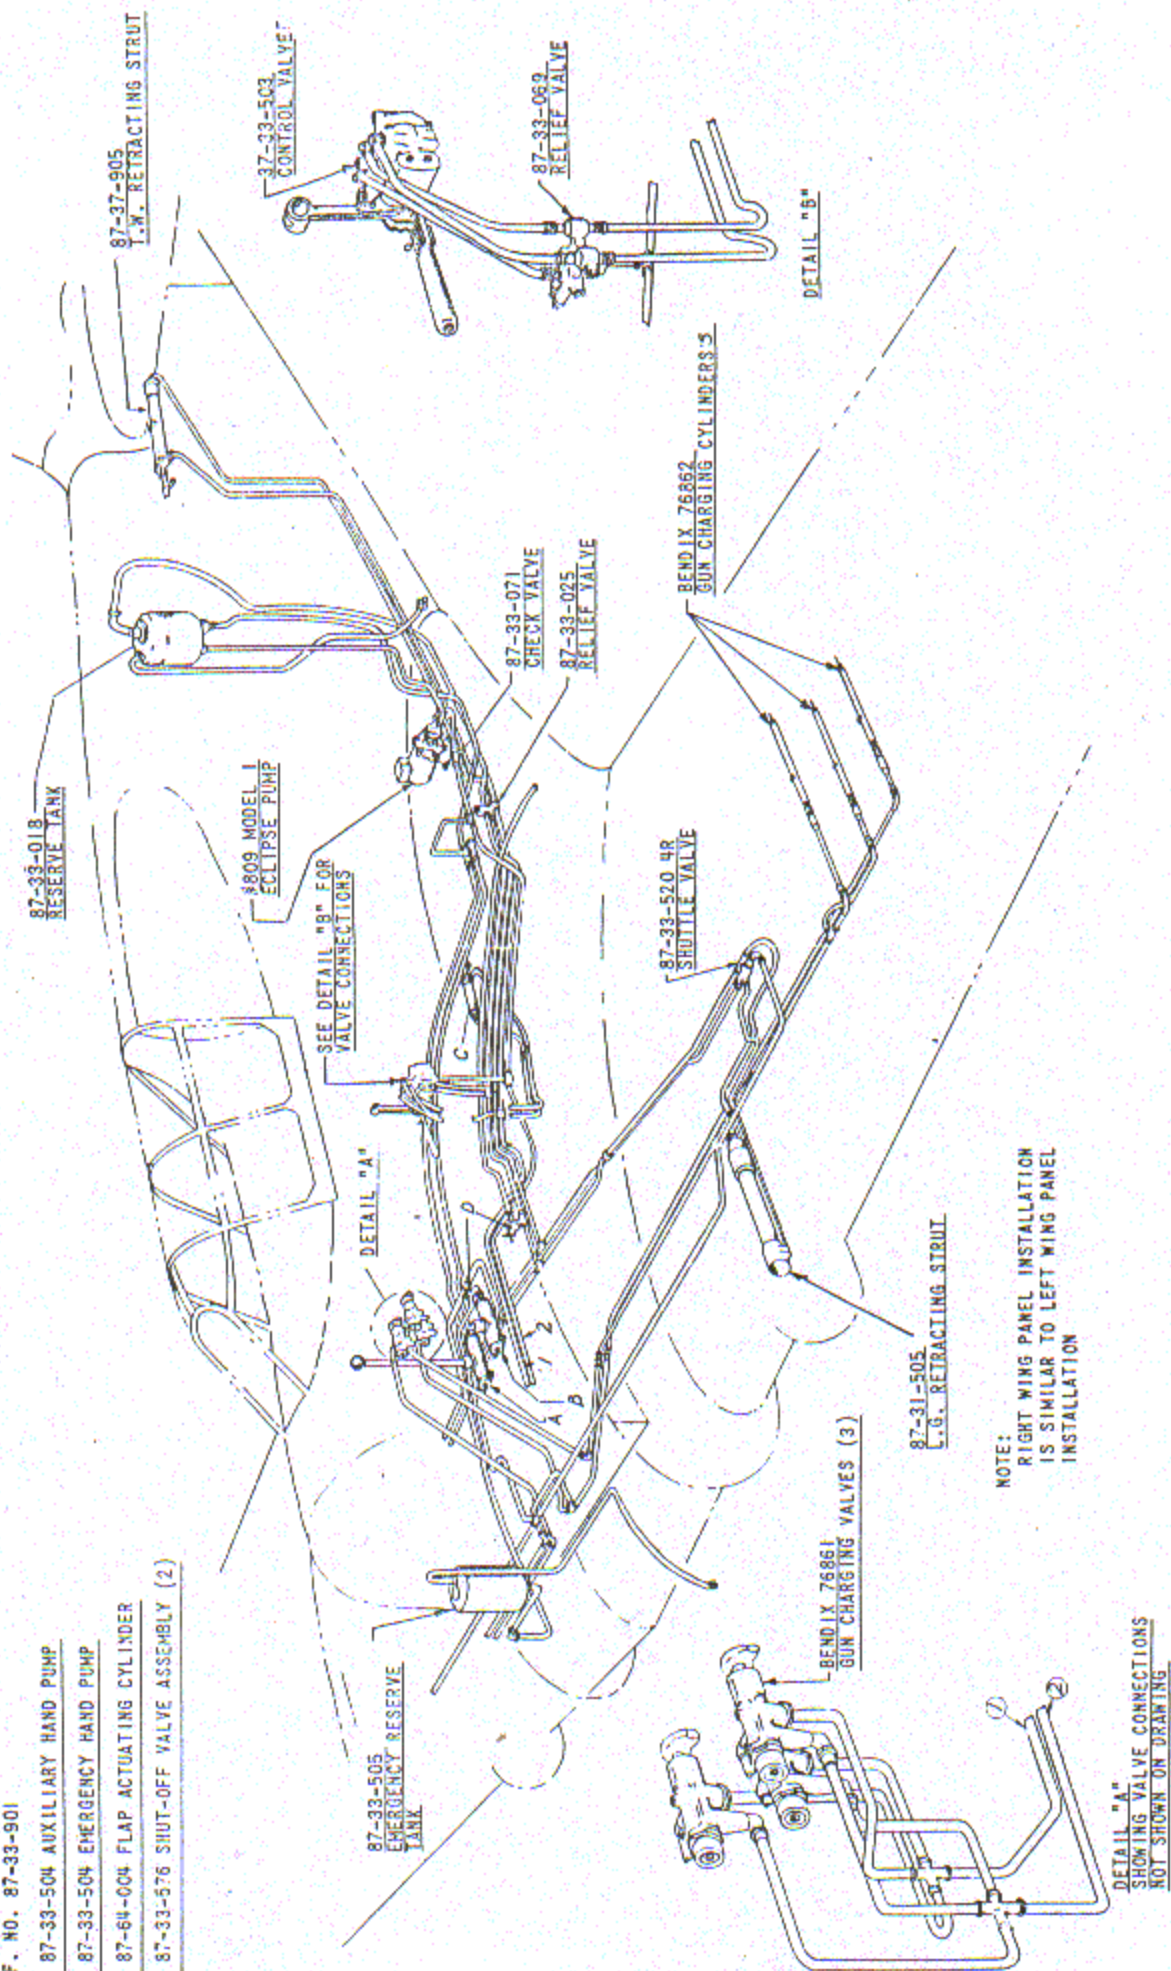 F. NO. 87-33-901
87-33-504 AUXILIARY HAND PUMP
87-33-504 EMERGENCY HAND PUMP
87-64-004 FLAP ACTUATING CYLINDER
87-33-576 SHUT-OFF VALVE ASSEMBLY (2)
87-33-018
RESERVE TANK
87-37-905
T.W. RETRACTING STRUT
809 MODEL 1
ECLIPSE PUMP
SEE DETAIL "B" FOR
VALVE CONNECTIONS
DETAIL "A"
37-33-503
CONTROL VALVE
87-33-069
RELIEF VALVE
DETAIL "B"
87-33-071
CHECK VALVE
87-33-025
RELIEF VALVE
BENDIX 76862
GUN CHARGING CYLINDERS
87-33-520 4R
SHUTTLE VALVE
C
D
A
B
1
2
87-33-505
EMERGENCY RESERVE
TANK
87-31-505
L.G. RETRACTING STRUT
BENDIX 76861
GUN CHARGING VALVES (3)
NOTE:
RIGHT WING PANEL INSTALLATION
IS SIMILAR TO LEFT WING PANEL
INSTALLATION
1
2
DETAIL "A"
SHOWING VALVE CONNECTIONS
NOT SHOWN ON DRAWING